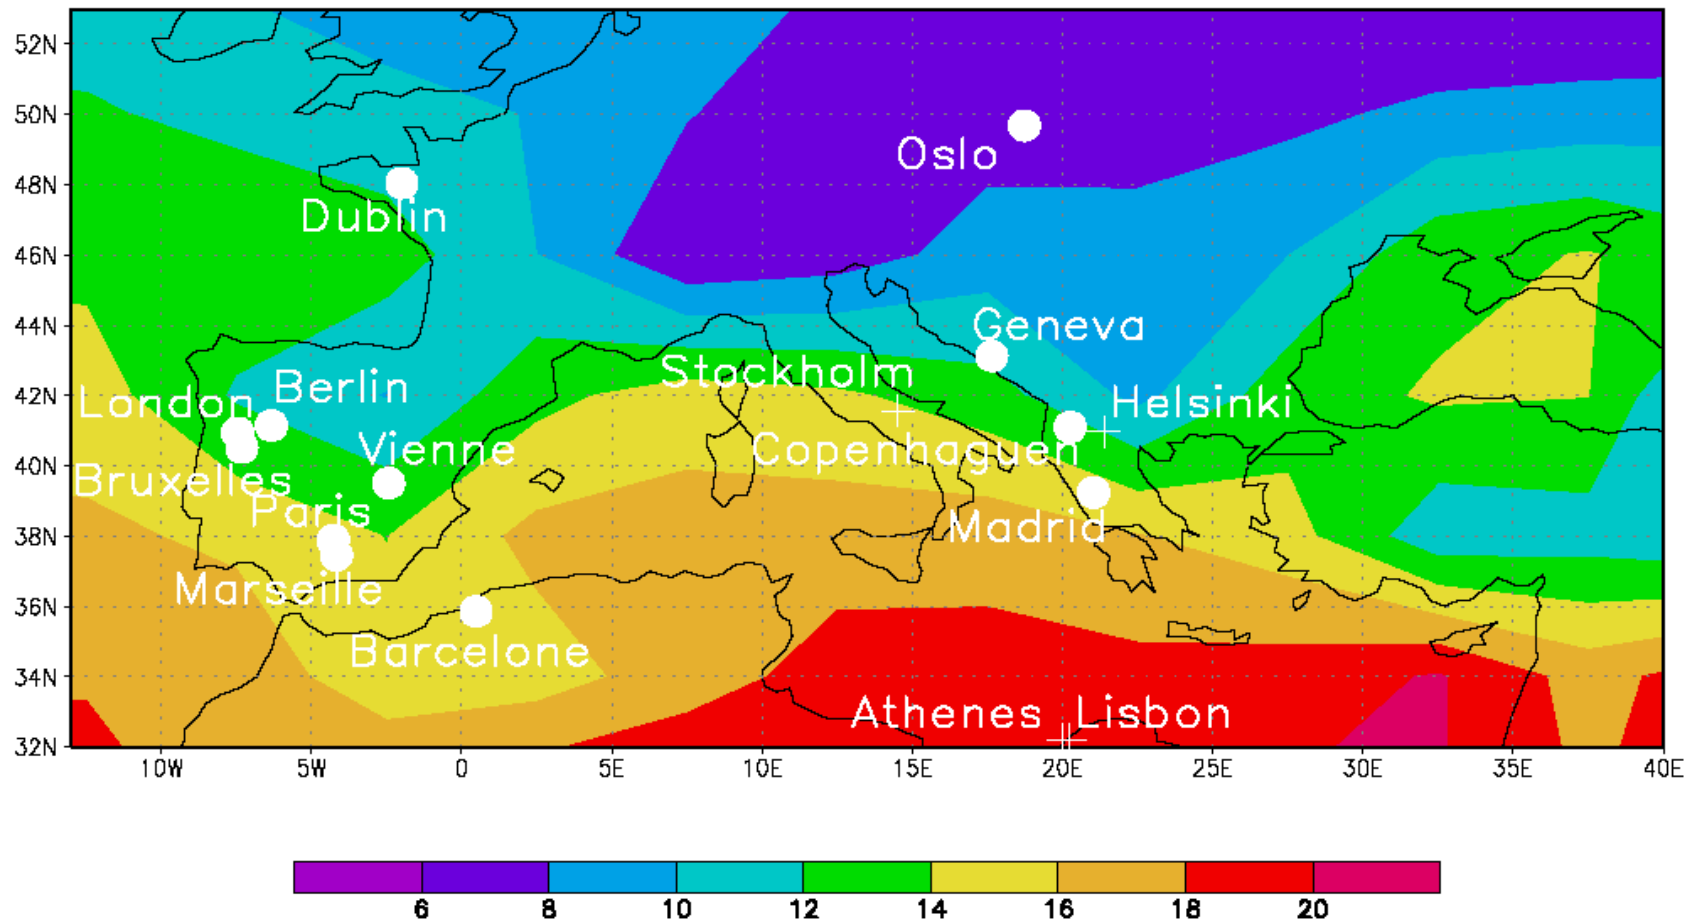 52N
50N
Oslo
48N
Dublin
46N
44N
Geneva
Stockholm
42N
London Berlin
Helsinki
Vienne
Copenhaguen
40N
Bruxelles
Paris
Madrid
38N
Marseille
36N
Barcelone
34N
Athenes Lisbon
32N
10W 5W 0 5E 10E 15E 20E 25E 30E 35E 40E
6 8 10 12 14 16 18 20